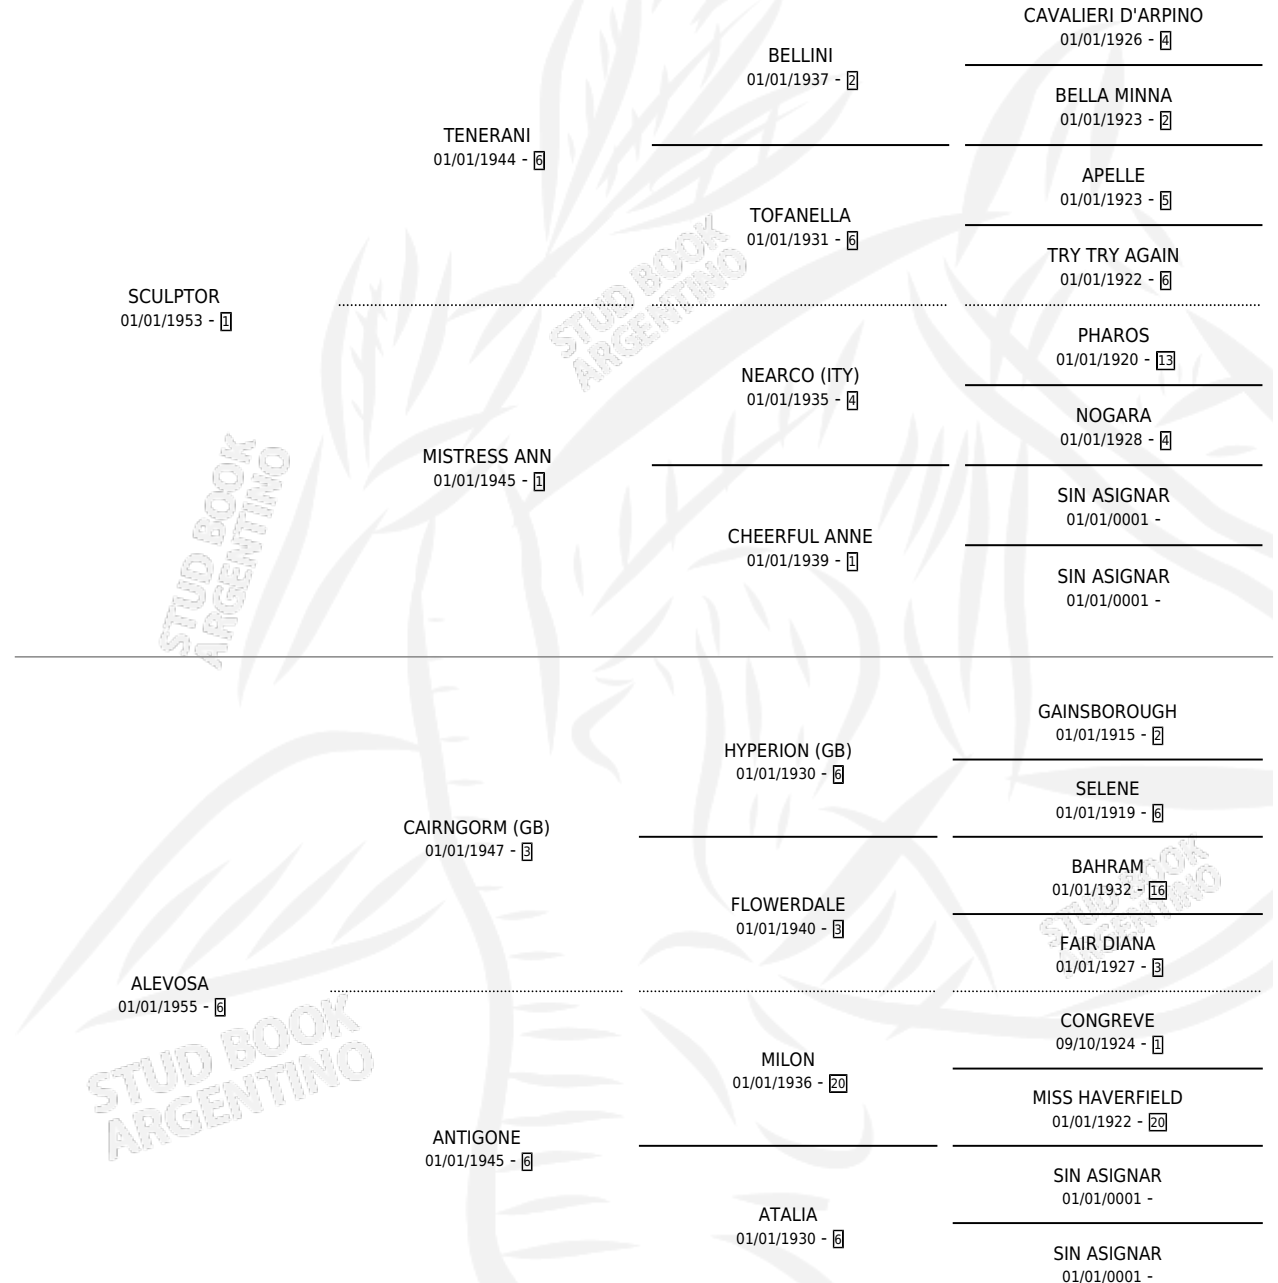 CAVALIERI D'ARPINO
01/01/1926 - 4
BELLINI
01/01/1937 - 2
BELLA MINNA
01/01/1923 - 2
TENERANI
01/01/1944 - 6
APELLE
01/01/1923 - 5
TOFANELLA
01/01/1931 - 6
TRY TRY AGAIN
01/01/1922 - 6
SCULPTOR
01/01/1953 - 1
PHAROS
01/01/1920 - 13
NEARCO (ITY)
01/01/1935 - 4
NOGARA
01/01/1928 - 4
MISTRESS ANN
01/01/1945 - 1
SIN ASIGNAR
01/01/0001 -
CHEERFUL ANNE
01/01/1939 - 1
SIN ASIGNAR
01/01/0001 -
GAINSBOROUGH
01/01/1915 - 2
HYPERION (GB)
01/01/1930 - 6
SELENE
01/01/1919 - 6
CAIRNGORM (GB)
01/01/1947 - 3
BAHRAM
01/01/1932 - 16
FLOWERDALE
01/01/1940 - 3
FAIR DIANA
01/01/1927 - 3
ALEVOSA
01/01/1955 - 6
CONGREVE
09/10/1924 - 1
MILON
01/01/1936 - 20
MISS HAVERFIELD
01/01/1922 - 20
ANTIGONE
01/01/1945 - 6
SIN ASIGNAR
01/01/0001 -
ATALIA
01/01/1930 - 6
SIN ASIGNAR
01/01/0001 -
STUD BOOK
ARGENTINO
STUD BOOK
ARGENTINO
STUD BOOK
ARGENTINO
STUD BOOK
ARGENTINO